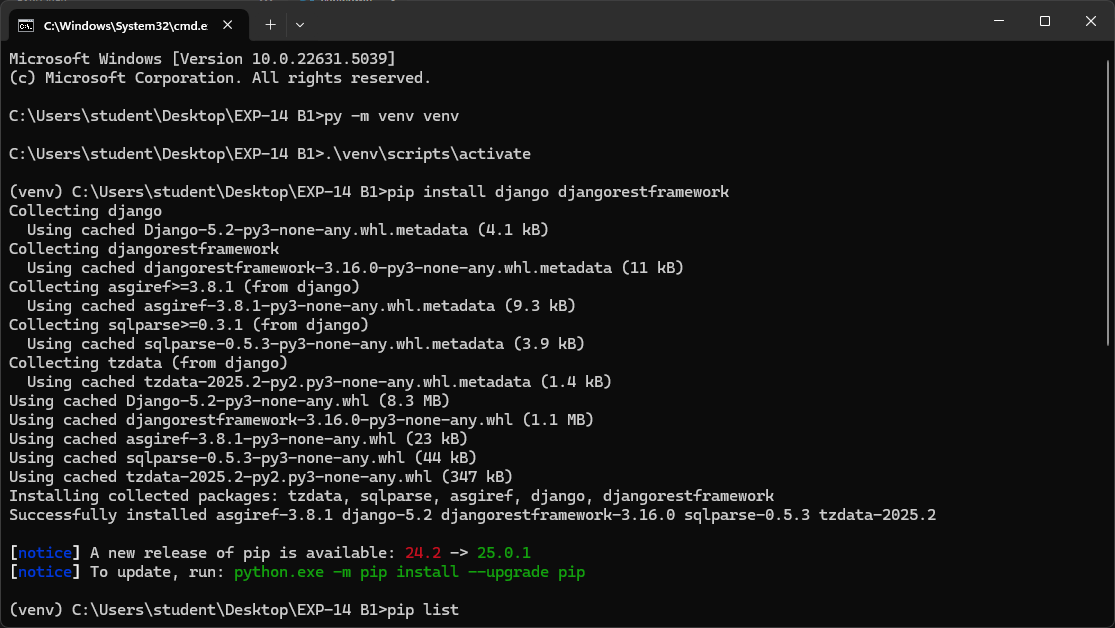 C:\Windows\System32\cmd.e
Microsoft Windows [Version 10.0.22631.5039]
(c) Microsoft Corporation. All rights reserved.
C:\Users\student\Desktop\EXP-14 B1>py -m venv venv
C:\Users\student\Desktop\EXP-14 B1>.\venv\scripts\activate
(venv) C:\Users\student\Desktop\EXP-14 B1>pip install django djangorestframework
Collecting django
  Using cached Django-5.2-py3-none-any.whl.metadata (4.1 kB)
Collecting djangorestframework
  Using cached djangorestframework-3.16.0-py3-none-any.whl.metadata (11 kB)
Collecting asgiref>=3.8.1 (from django)
  Using cached asgiref-3.8.1-py3-none-any.whl.metadata (9.3 kB)
Collecting sqlparse>=0.3.1 (from django)
  Using cached sqlparse-0.5.3-py3-none-any.whl.metadata (3.9 kB)
Collecting tzdata (from django)
  Using cached tzdata-2025.2-py2.py3-none-any.whl.metadata (1.4 kB)
Using cached Django-5.2-py3-none-any.whl (8.3 MB)
Using cached djangorestframework-3.16.0-py3-none-any.whl (1.1 MB)
Using cached asgiref-3.8.1-py3-none-any.whl (23 kB)
Using cached sqlparse-0.5.3-py3-none-any.whl (44 kB)
Using cached tzdata-2025.2-py2.py3-none-any.whl (347 kB)
Installing collected packages: tzdata, sqlparse, asgiref, django, djangorestframework
Successfully installed asgiref-3.8.1 django-5.2 djangorestframework-3.16.0 sqlparse-0.5.3 tzdata-2025.2
[notice] A new release of pip is available: 24.2 -> 25.0.1
[notice] To update, run: python.exe -m pip install --upgrade pip
(venv) C:\Users\student\Desktop\EXP-14 B1>pip list